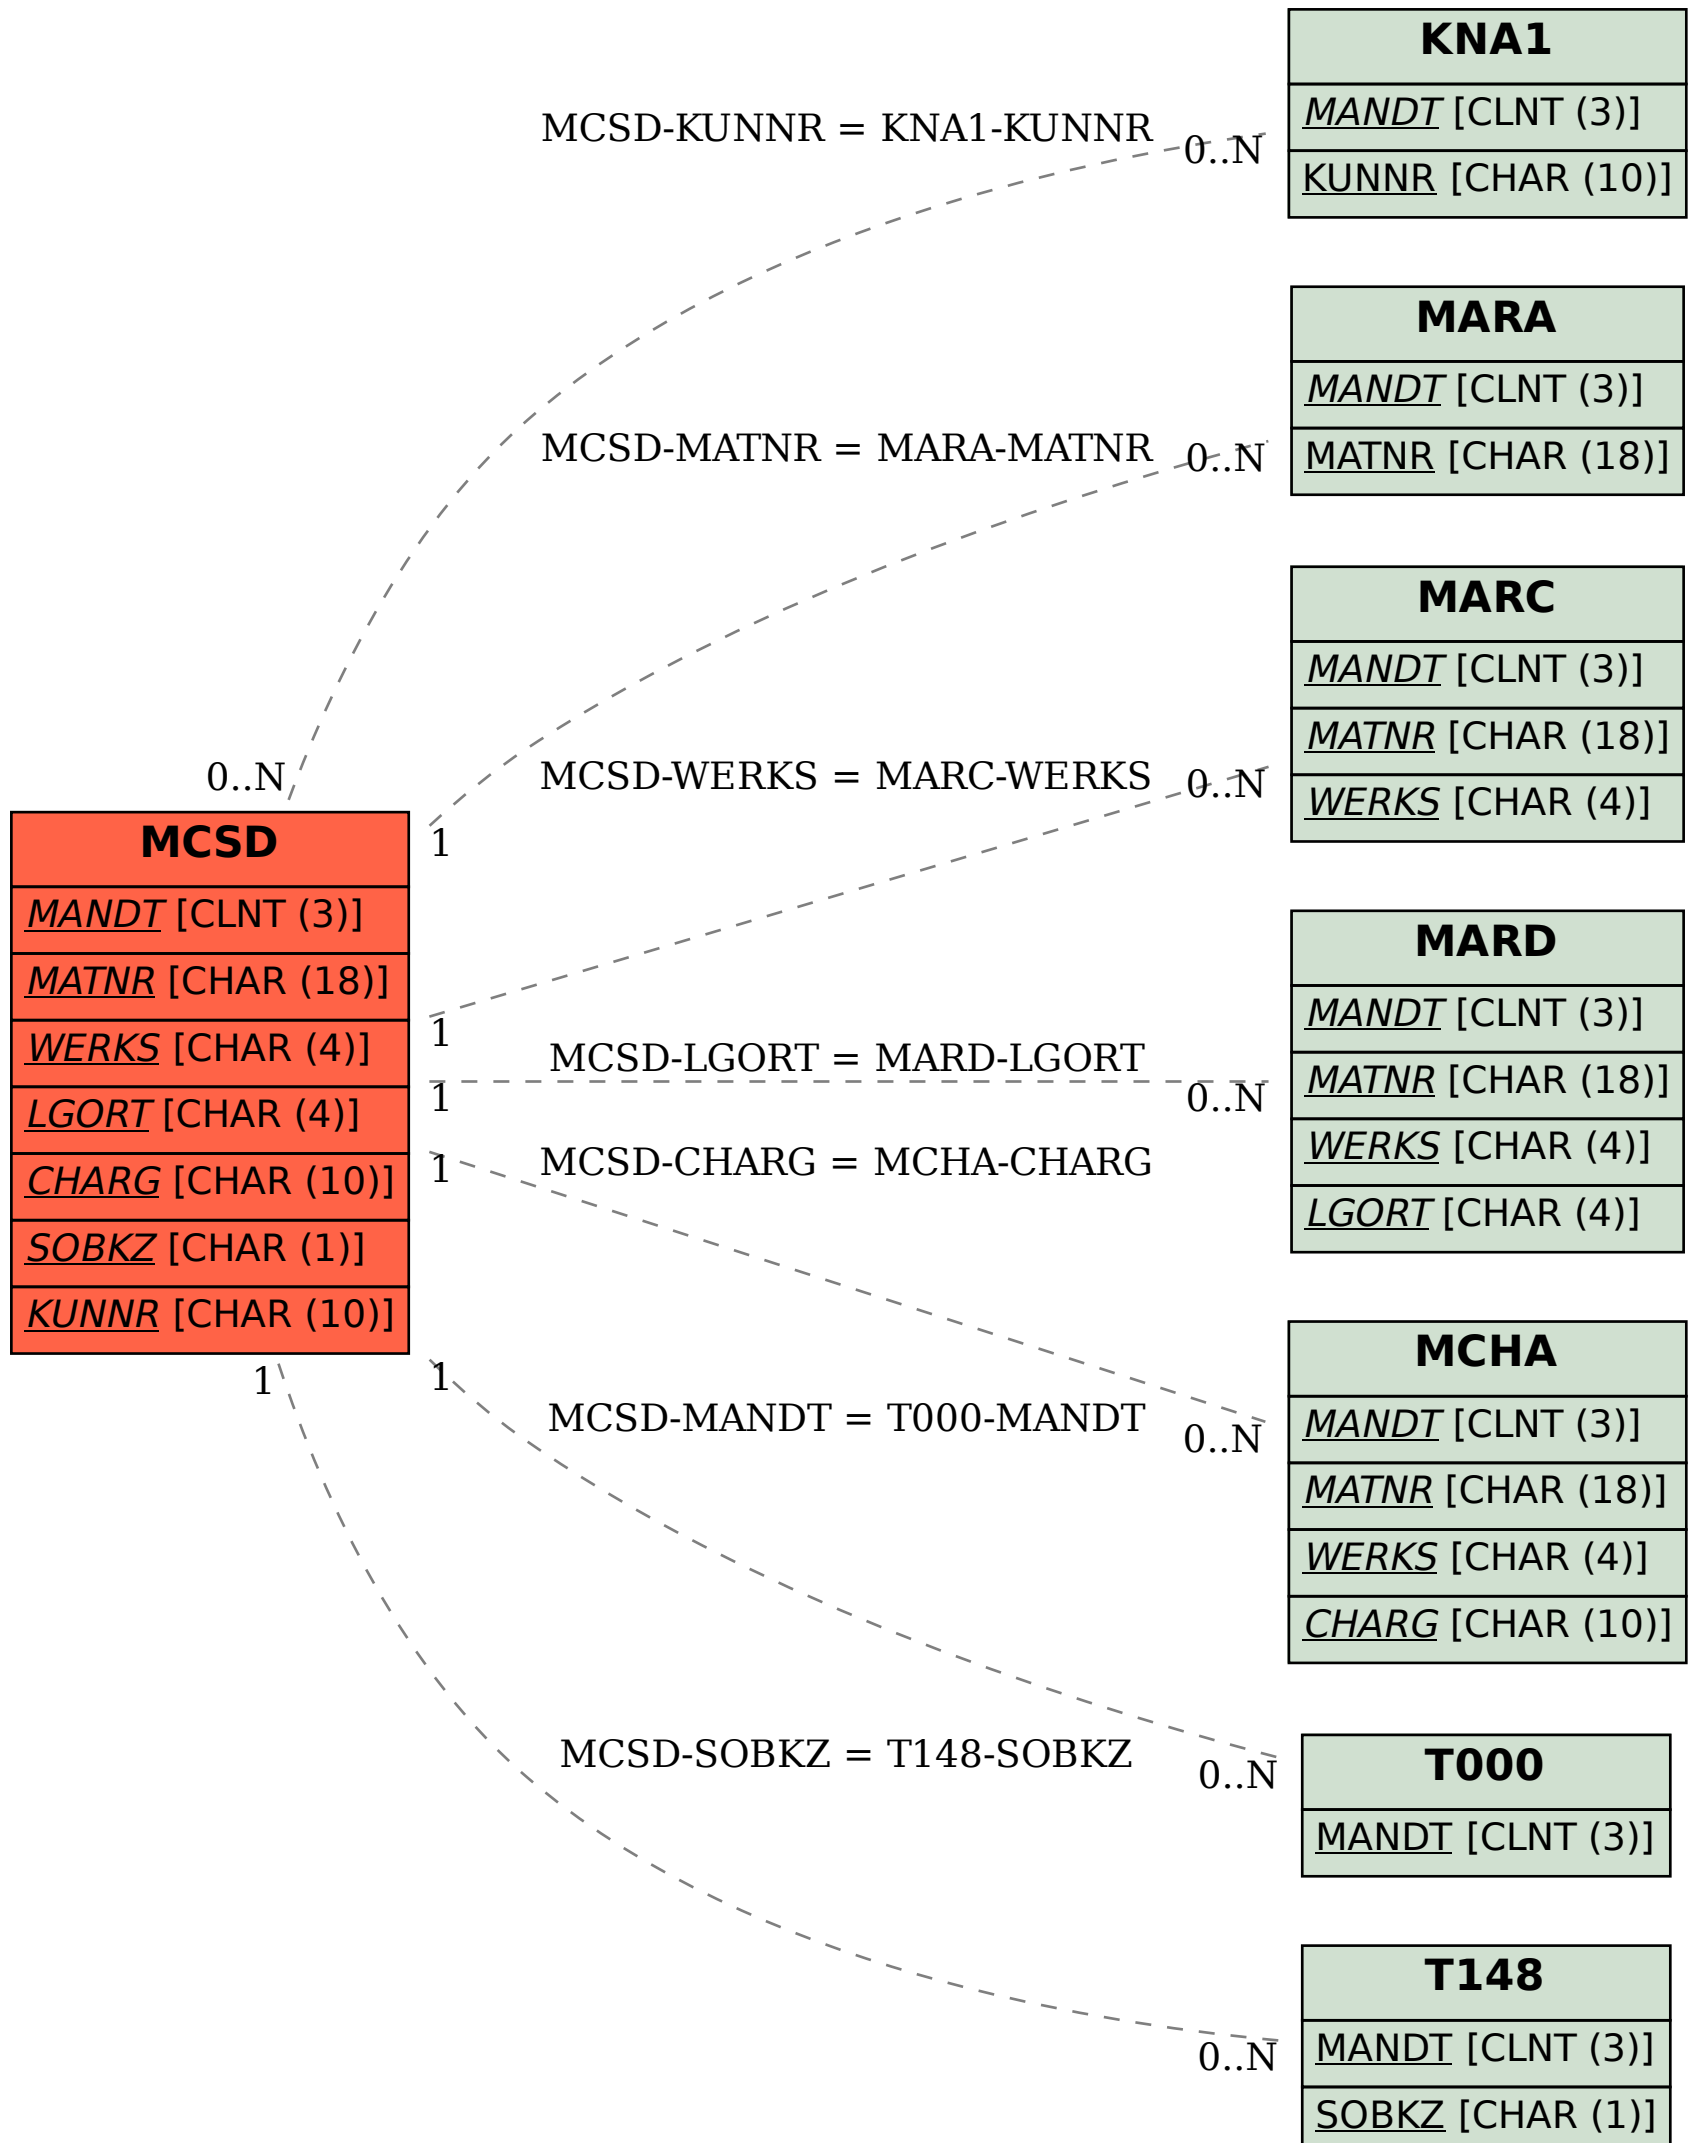 KNA1
MANDT [CLNT (3)]
KUNNR [CHAR (10)]
MCSD-KUNNR = KNA1-KUNNR
0..N
0..N
MARA
MANDT [CLNT (3)]
MATNR [CHAR (18)]
MCSD-MATNR = MARA-MATNR
0..N
1
MARC
MANDT [CLNT (3)]
MATNR [CHAR (18)]
WERKS [CHAR (4)]
MCSD-WERKS = MARC-WERKS
0..N
1
MCSD
MANDT [CLNT (3)]
MATNR [CHAR (18)]
WERKS [CHAR (4)]
LGORT [CHAR (4)]
CHARG [CHAR (10)]
SOBKZ [CHAR (1)]
KUNNR [CHAR (10)]
MARD
MANDT [CLNT (3)]
MATNR [CHAR (18)]
WERKS [CHAR (4)]
LGORT [CHAR (4)]
MCSD-LGORT = MARD-LGORT
1
0..N
MCSD-CHARG = MCHA-CHARG
1
0..N
MCHA
MANDT [CLNT (3)]
MATNR [CHAR (18)]
WERKS [CHAR (4)]
CHARG [CHAR (10)]
MCSD-MANDT = T000-MANDT
1
0..N
T000
MANDT [CLNT (3)]
MCSD-SOBKZ = T148-SOBKZ
1
0..N
T148
MANDT [CLNT (3)]
SOBKZ [CHAR (1)]